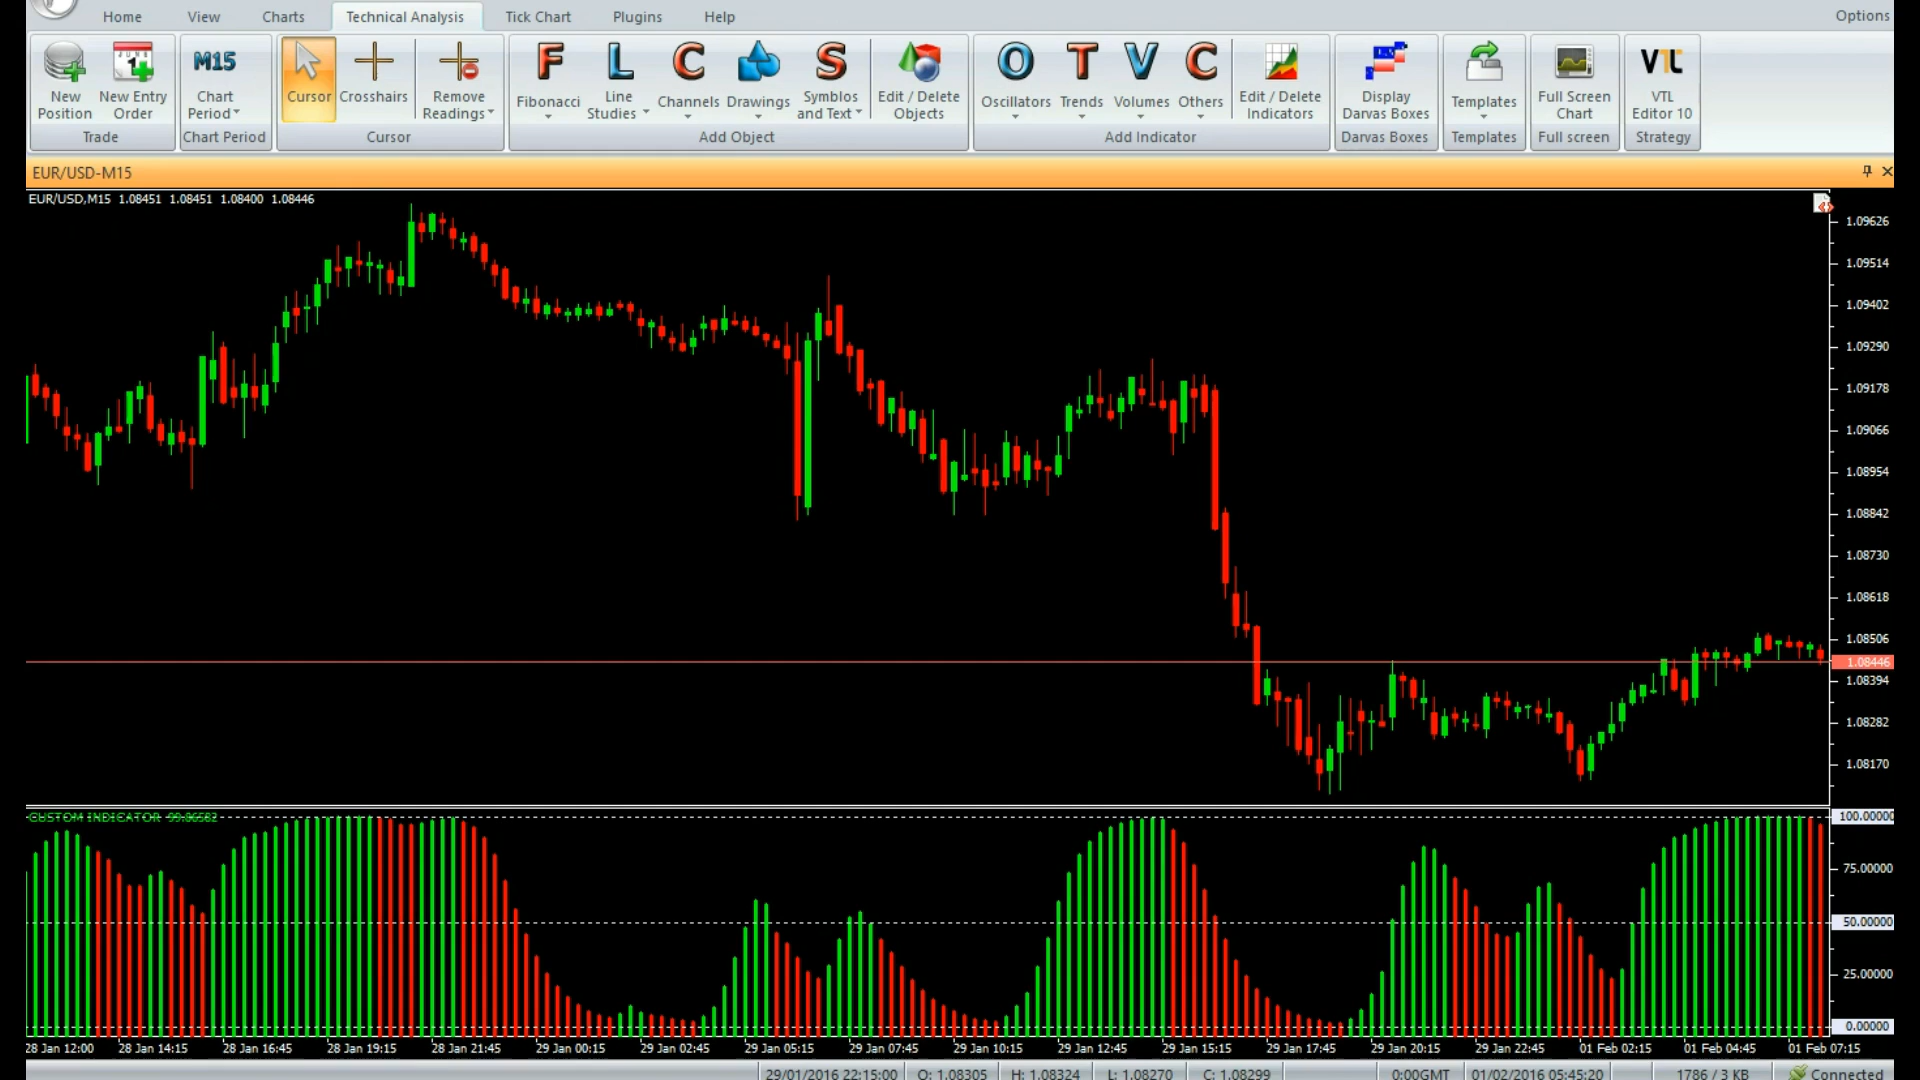 Home View Charts Technical Analysis Tick Chart Plugins Help Options
M15 F L C S O T V C VTL
New Position New Entry Order Chart Period Cursor Crosshairs Remove Readings Fibonacci Line Studies Channels Drawings Symblos and Text Edit / Delete Objects Oscillators Trends Volumes Others Edit / Delete Indicators Display Darvas Boxes Templates Full Screen Chart VTL Editor 10
Trade Chart Period Cursor Add Object Add Indicator Darvas Boxes Templates Full screen Strategy
EUR/USD-M15
EUR/USD,M15 1.08451 1.08451 1.08400 1.08446
1.09626
1.09514
1.09402
1.09290
1.09178
1.09066
1.08954
1.08842
1.08730
1.08618
1.08506
1.08446
1.08394
1.08282
1.08170
CUSTOM INDICATOR 99.86582
100.00000
75.00000
50.00000
25.00000
0.00000
28 Jan 12:00 28 Jan 14:15 28 Jan 16:45 28 Jan 19:15 28 Jan 21:45 29 Jan 00:15 29 Jan 02:45 29 Jan 05:15 29 Jan 07:45 29 Jan 10:15 29 Jan 12:45 29 Jan 15:15 29 Jan 17:45 29 Jan 20:15 29 Jan 22:45 01 Feb 02:15 01 Feb 04:45 01 Feb 07:15
29/01/2016 22:15:00 O: 1.08305 H: 1.08324 L: 1.08270 C: 1.08299 0:00GMT 01/02/2016 05:45:20 1786 / 3 KB Connected